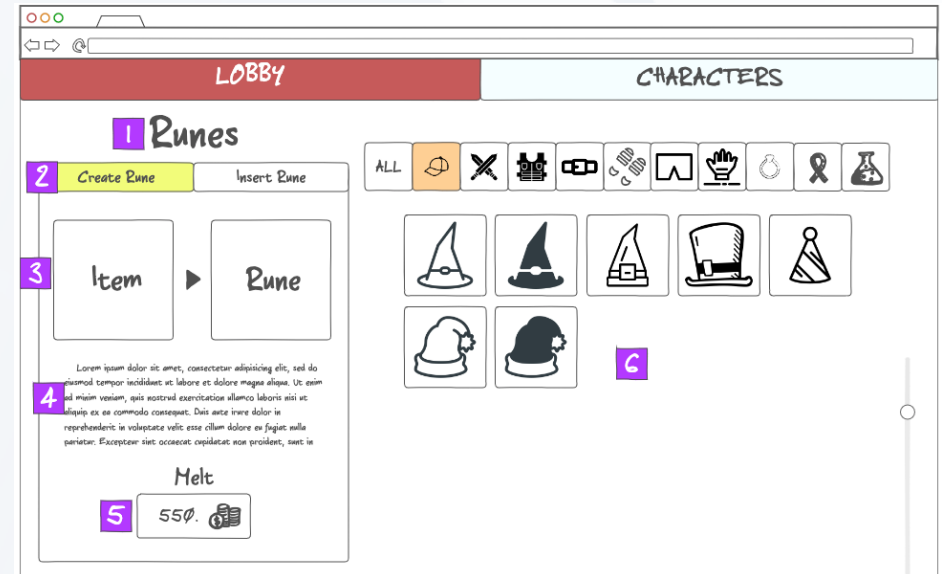 LOBBY
CHARACTERS
1 Runes
2 Create Rune Insert Rune
ALL
3 Item Rune
Lorem ipsum dolor sit amet, consectetur adipisicing elit, sed do
eiusmod tempor incididunt ut labore et dolore magna aliqua. Ut enim
4 ad minim veniam, quis nostrud exercitation ullamco laboris nisi ut
aliquip ex ea commodo consequat. Duis aute irure dolor in
reprehenderit in voluptate velit esse cillum dolore eu fugiat nulla
pariatur. Excepteur sint occaecat cupidatat non proident, sunt in
6
Melt
5 550.